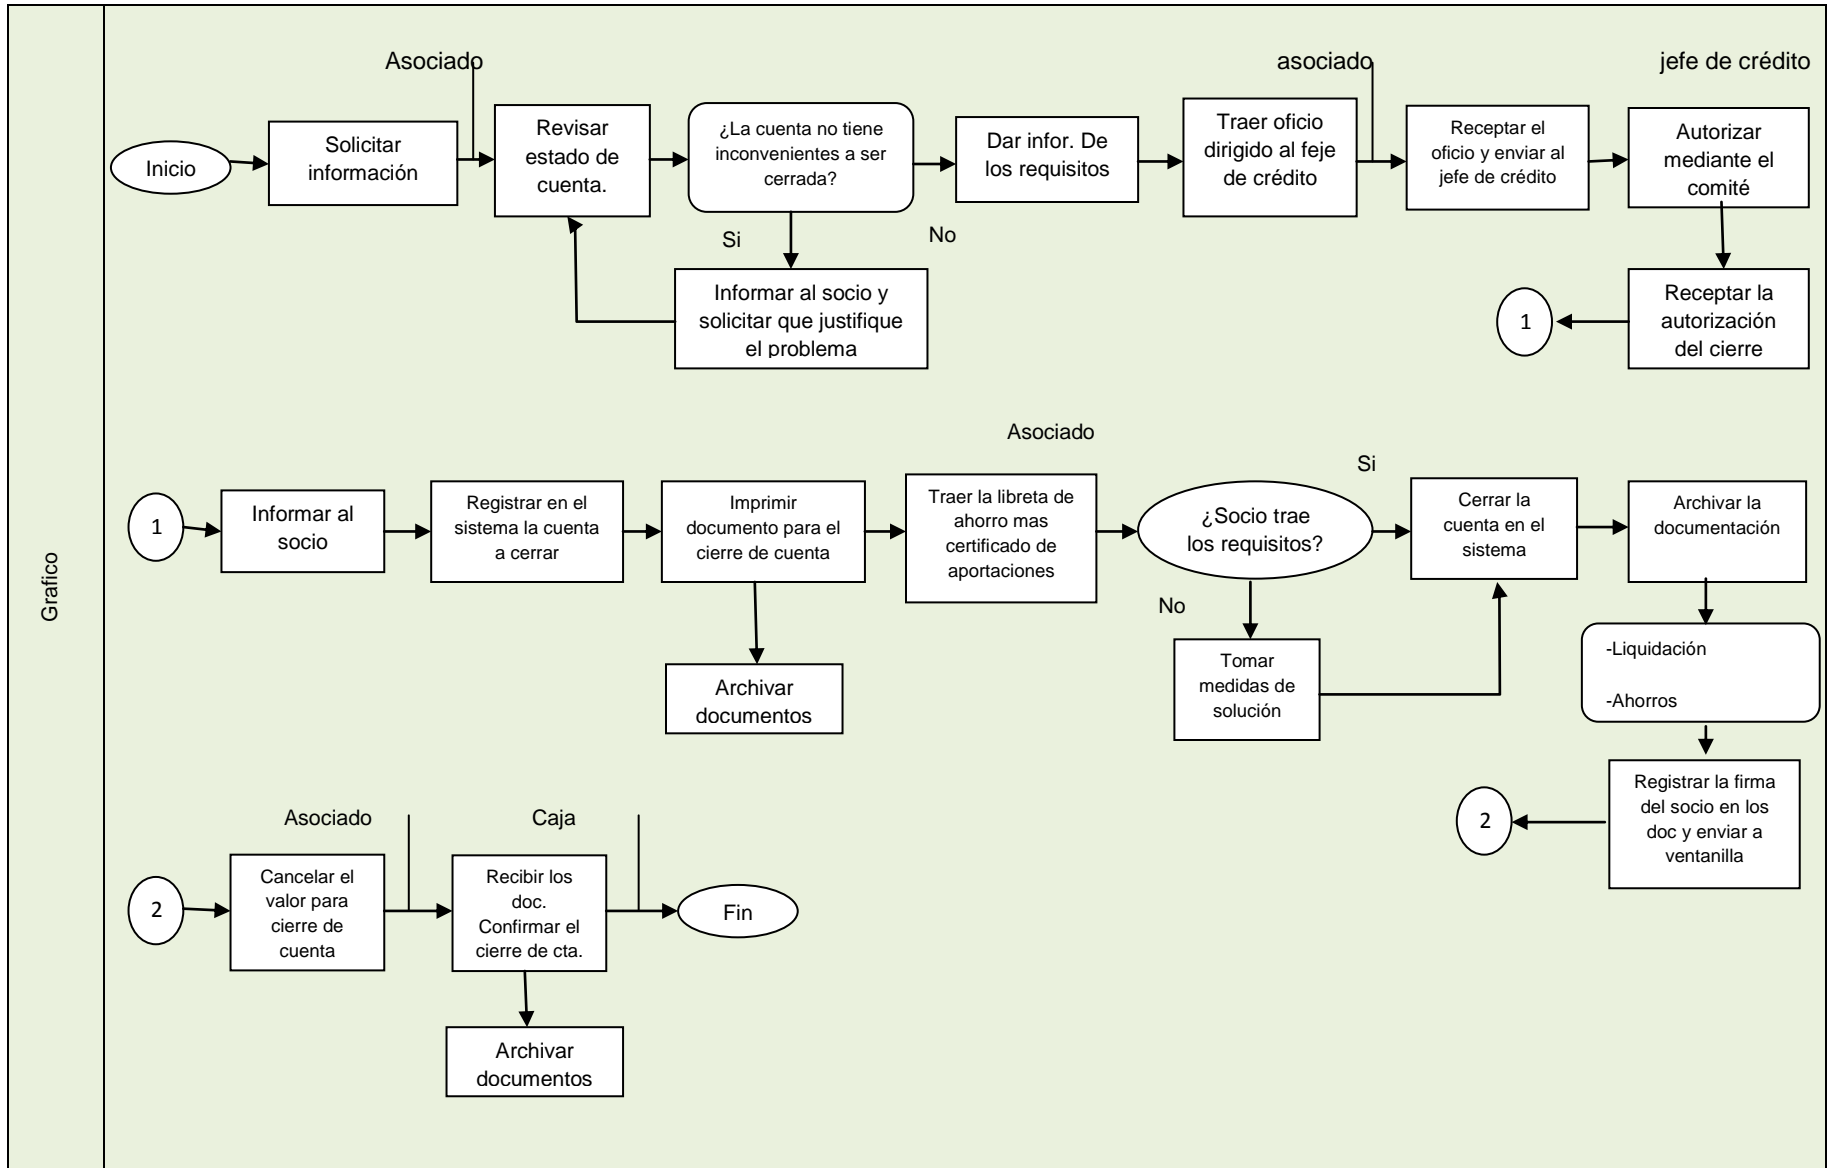 Grafico
Asociado
asociado
jefe de crédito
Inicio
Solicitar
información
Revisar
estado de
cuenta.
¿La cuenta no tiene
inconvenientes a ser
cerrada?
Dar infor. De
los requisitos
Traer oficio
dirigido al feje
de crédito
Receptar el
oficio y enviar al
jefe de crédito
Autorizar
mediante el
comité
Si
No
Informar al socio y
solicitar que justifique
el problema
1
Receptar la
autorización
del cierre
Asociado
Si
1
Informar al
socio
Registrar en el
sistema la cuenta
a cerrar
Imprimir
documento para el
cierre de cuenta
Traer la libreta de
ahorro mas
certificado de
aportaciones
¿Socio trae
los requisitos?
Cerrar la
cuenta en el
sistema
Archivar la
documentación
No
Archivar
documentos
Tomar
medidas de
solución
-Liquidación
-Ahorros
Registrar la firma
del socio en los
doc y enviar a
ventanilla
2
Asociado
Caja
2
Cancelar el
valor para
cierre de
cuenta
Recibir los
doc.
Confirmar el
cierre de cta.
Fin
Archivar
documentos